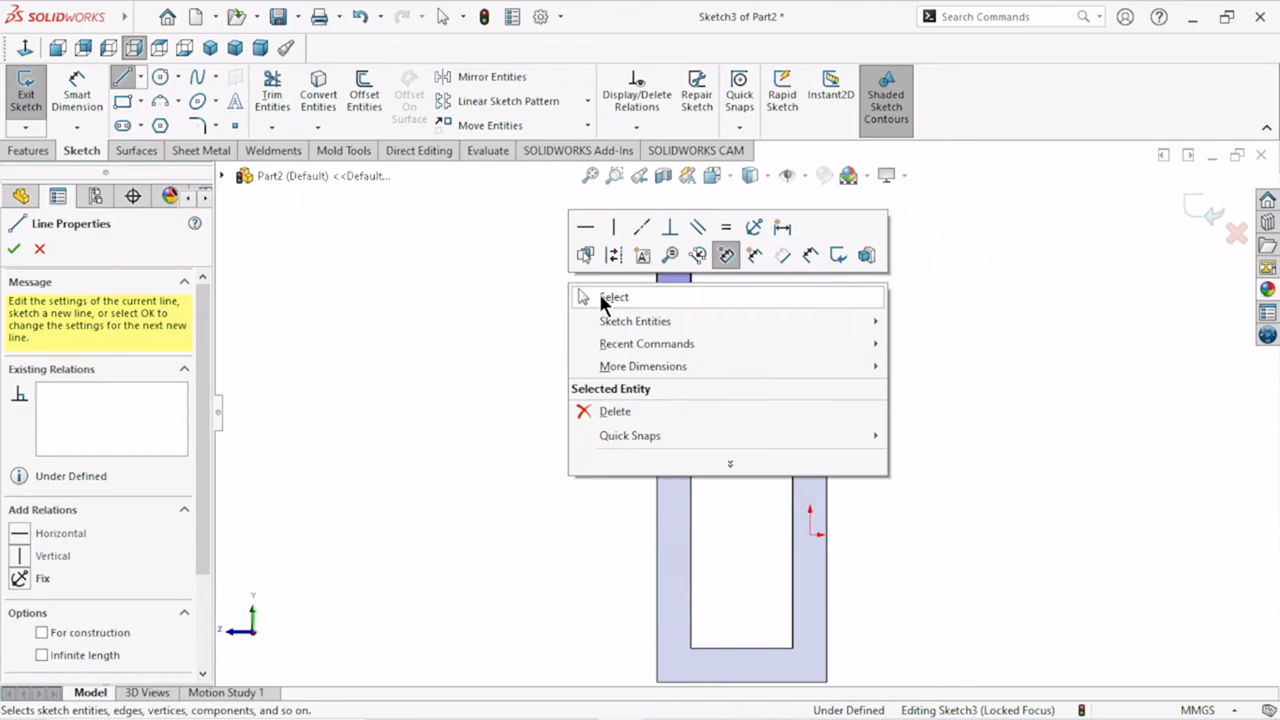 SOLIDWORKS
Sketch3 of Part2 *
Search Commands
Exit Sketch
Smart Dimension
Trim Entities
Convert Entities
Offset Entities
Offset On Surface
Mirror Entities
Linear Sketch Pattern
Move Entities
Display/Delete Relations
Repair Sketch
Quick Snaps
Rapid Sketch
Instant2D
Shaded Sketch Contours
Features
Sketch
Surfaces
Sheet Metal
Weldments
Mold Tools
Direct Editing
Evaluate
SOLIDWORKS Add-Ins
SOLIDWORKS CAM
Part2 (Default) <<Default...
Line Properties
Message
Edit the settings of the current line,
sketch a new line, or select OK to
change the settings for the next new
line.
Existing Relations
Under Defined
Add Relations
Horizontal
Vertical
Fix
Options
For construction
Infinite length
Select
Sketch Entities
Recent Commands
More Dimensions
Selected Entity
Delete
Quick Snaps
Y
Z
Model
3D Views
Motion Study 1
Selects sketch entities, edges, vertices, components, and so on.
Under Defined
Editing Sketch3 (Locked Focus)
MMGS